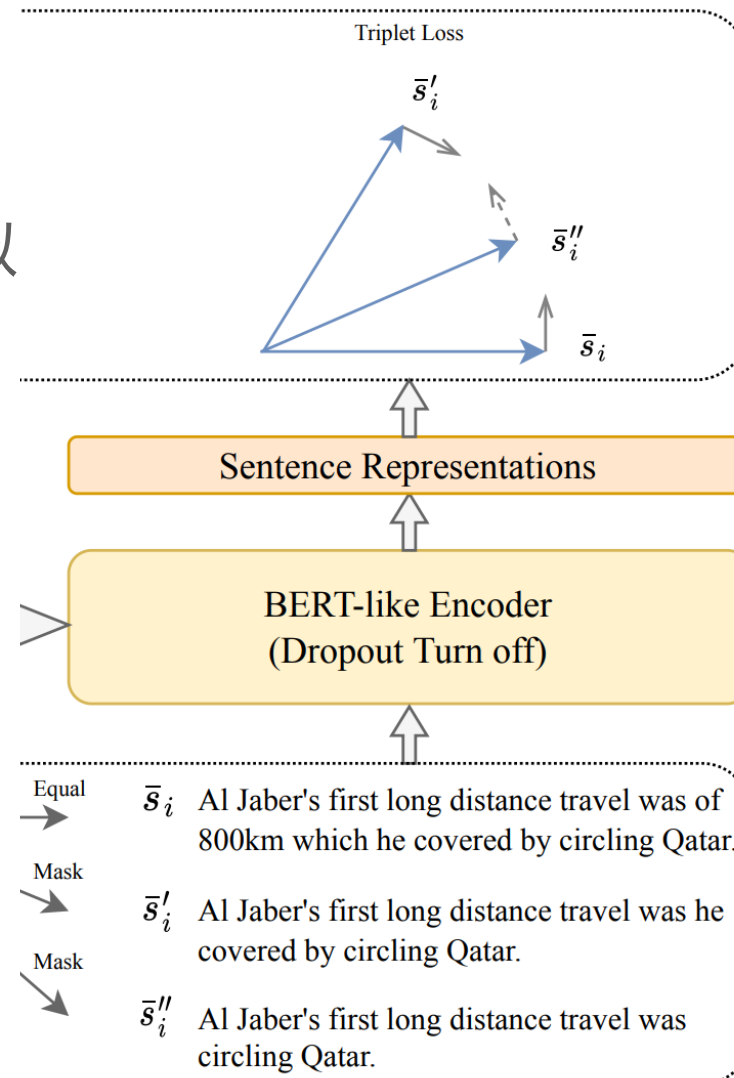 Triplet Loss
s̄′ᵢ
s̄″ᵢ
s̄ᵢ
Sentence Representations
BERT-like Encoder
(Dropout Turn off)
Equal
s̄ᵢ Al Jaber's first long distance travel was of
800km which he covered by circling Qatar.
Mask
s̄′ᵢ Al Jaber's first long distance travel was he
covered by circling Qatar.
Mask
s̄″ᵢ Al Jaber's first long distance travel was
circling Qatar.